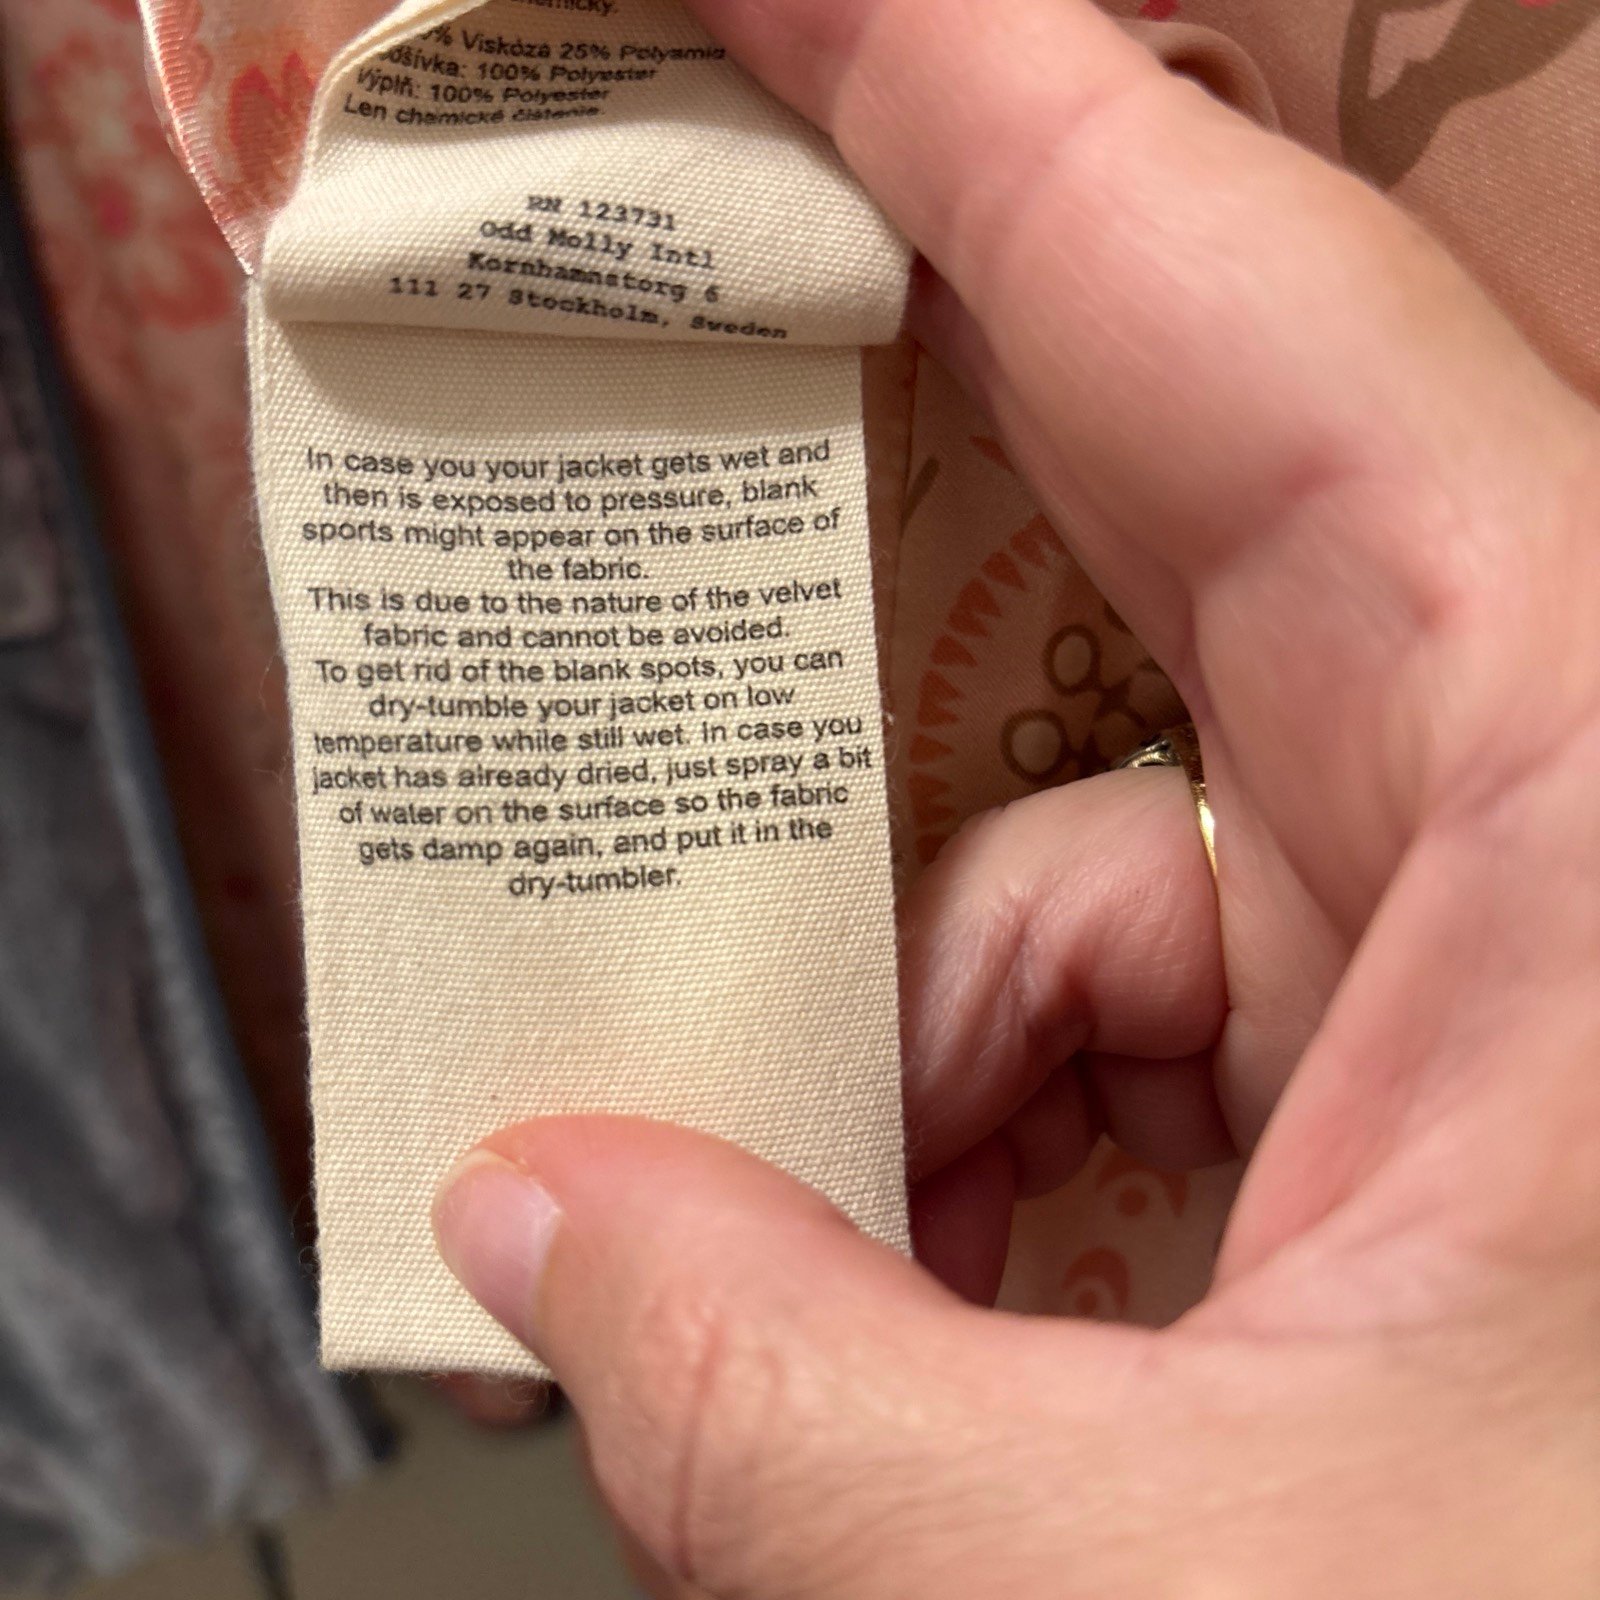 % Viskóza 25% Polyamid
Podšívka: 100% Polyester
Výplň: 100% Polyester
Len chemické čistenie.
RN 123731
Odd Molly Intl
Kornhamnstorg 6
111 27 Stockholm, Sweden
In case you your jacket gets wet and
then is exposed to pressure, blank
sports might appear on the surface of
the fabric.
This is due to the nature of the velvet
fabric and cannot be avoided.
To get rid of the blank spots, you can
dry-tumble your jacket on low
temperature while still wet. In case you
jacket has already dried, just spray a bit
of water on the surface so the fabric
gets damp again, and put it in the
dry-tumbler.